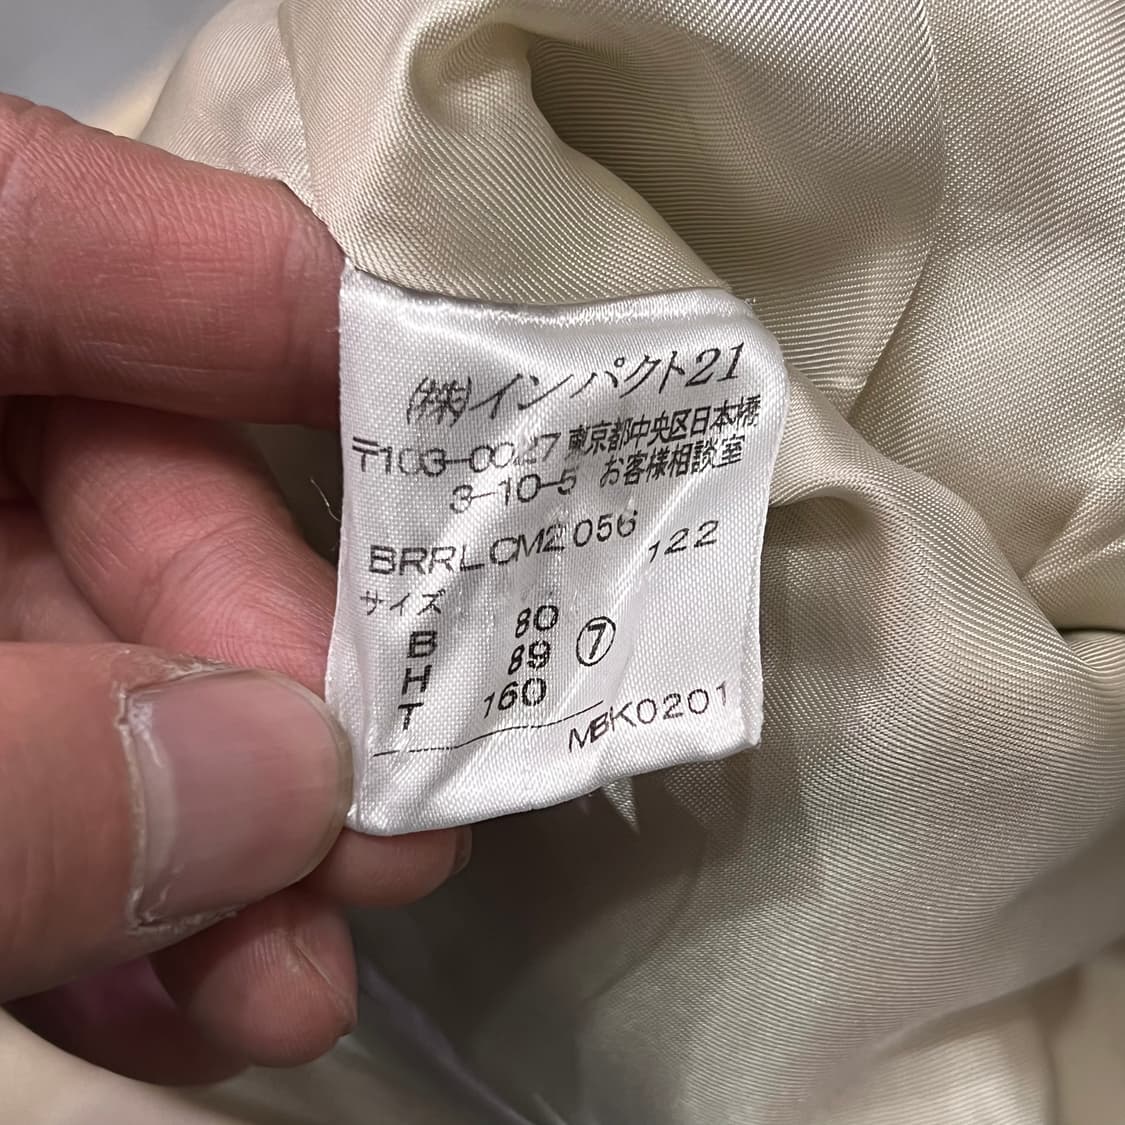 (株)インパクト21
〒103-0027 東京都中央区日本橋
3-10-5 お客様相談室
BRRLCM2056 122
サイズ
B 80
H 89 ⑦
T 160
MBK0201